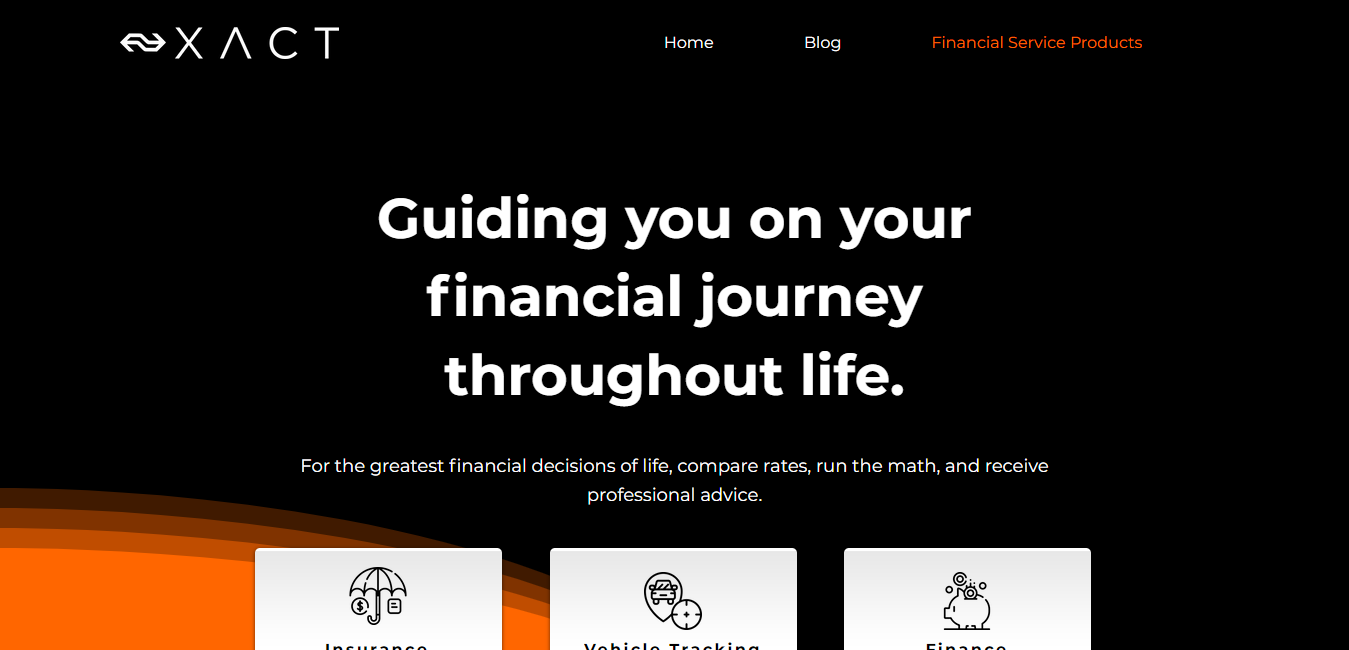 XACT
Home
Blog
Financial Service Products
Guiding you on your
financial journey
throughout life.
For the greatest financial decisions of life, compare rates, run the math, and receive
professional advice.
Insurance
Vehicle Tracking
Finance